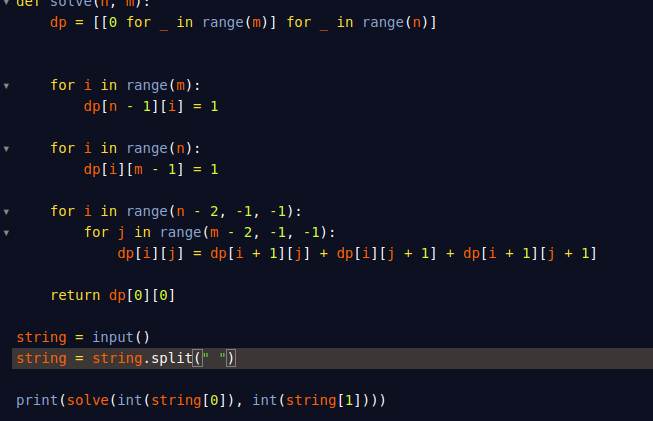 def solve(n, m):
    dp = [[0 for _ in range(m)] for _ in range(n)]
    for i in range(m):
        dp[n - 1][i] = 1
    for i in range(n):
        dp[i][m - 1] = 1
    for i in range(n - 2, -1, -1):
        for j in range(m - 2, -1, -1):
            dp[i][j] = dp[i + 1][j] + dp[i][j + 1] + dp[i + 1][j + 1]
    return dp[0][0]
string = input()
string = string.split(" ")
print(solve(int(string[0]), int(string[1])))